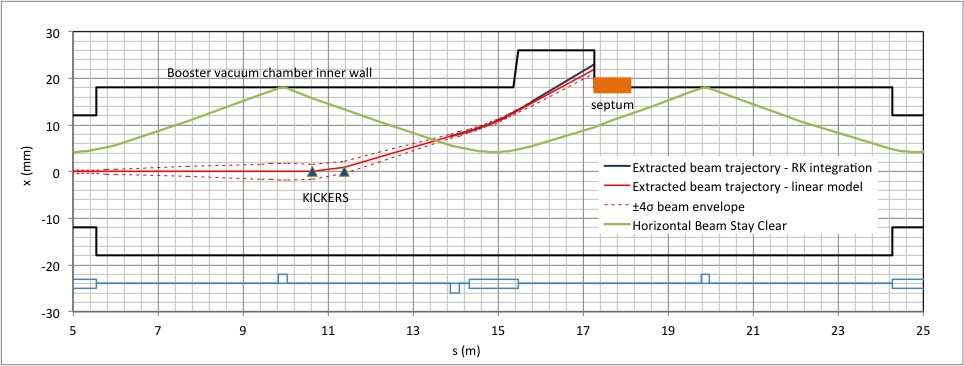 30
20
10
0
-10
-20
-30
x (mm)
Booster vacuum chamber inner wall
septum
KICKERS
Extracted beam trajectory - RK integration
Extracted beam trajectory - linear model
±4σ beam envelope
Horizontal Beam Stay Clear
5 7 9 11 13 15 17 19 21 23 25
s (m)